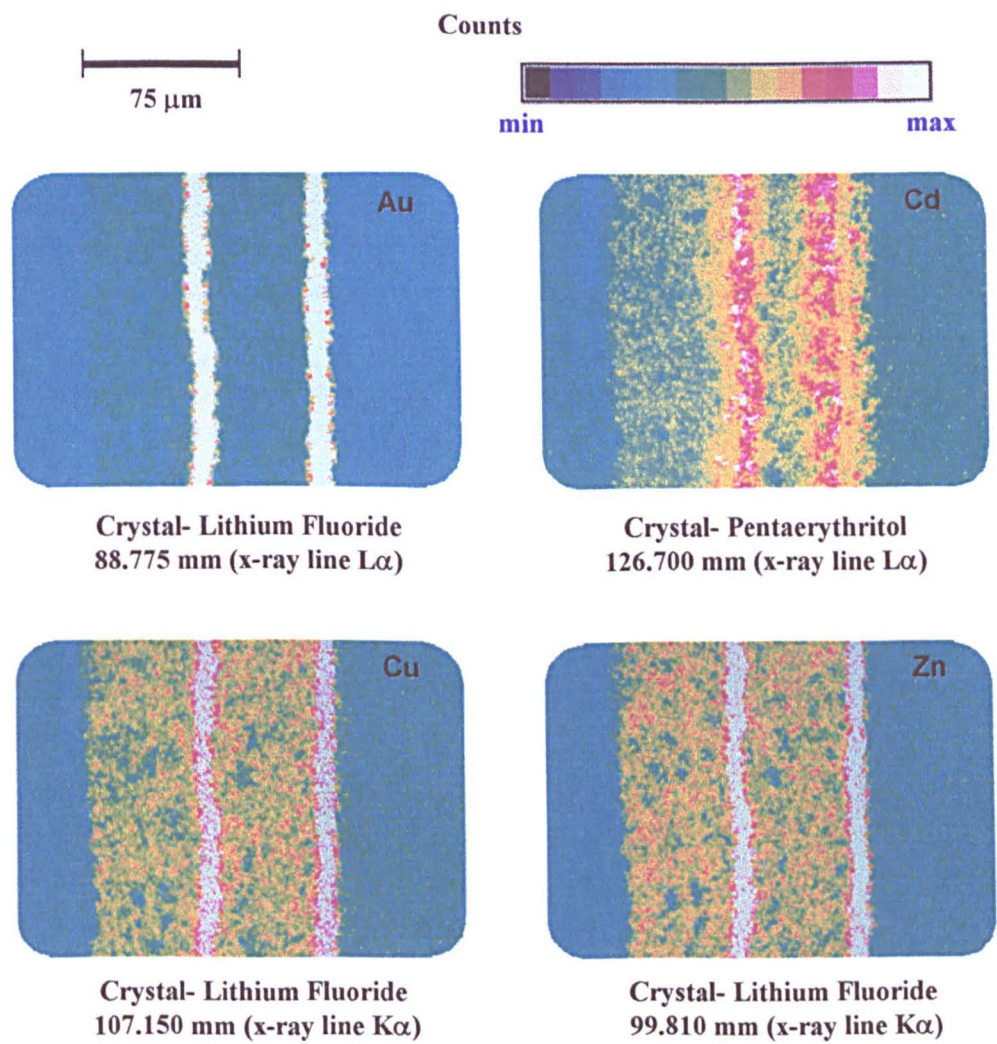 Counts
75 μm
min max
Au
Cd
Crystal- Lithium Fluoride
88.775 mm (x-ray line Lα)
Crystal- Pentaerythritol
126.700 mm (x-ray line Lα)
Cu
Zn
Crystal- Lithium Fluoride
107.150 mm (x-ray line Kα)
Crystal- Lithium Fluoride
99.810 mm (x-ray line Kα)